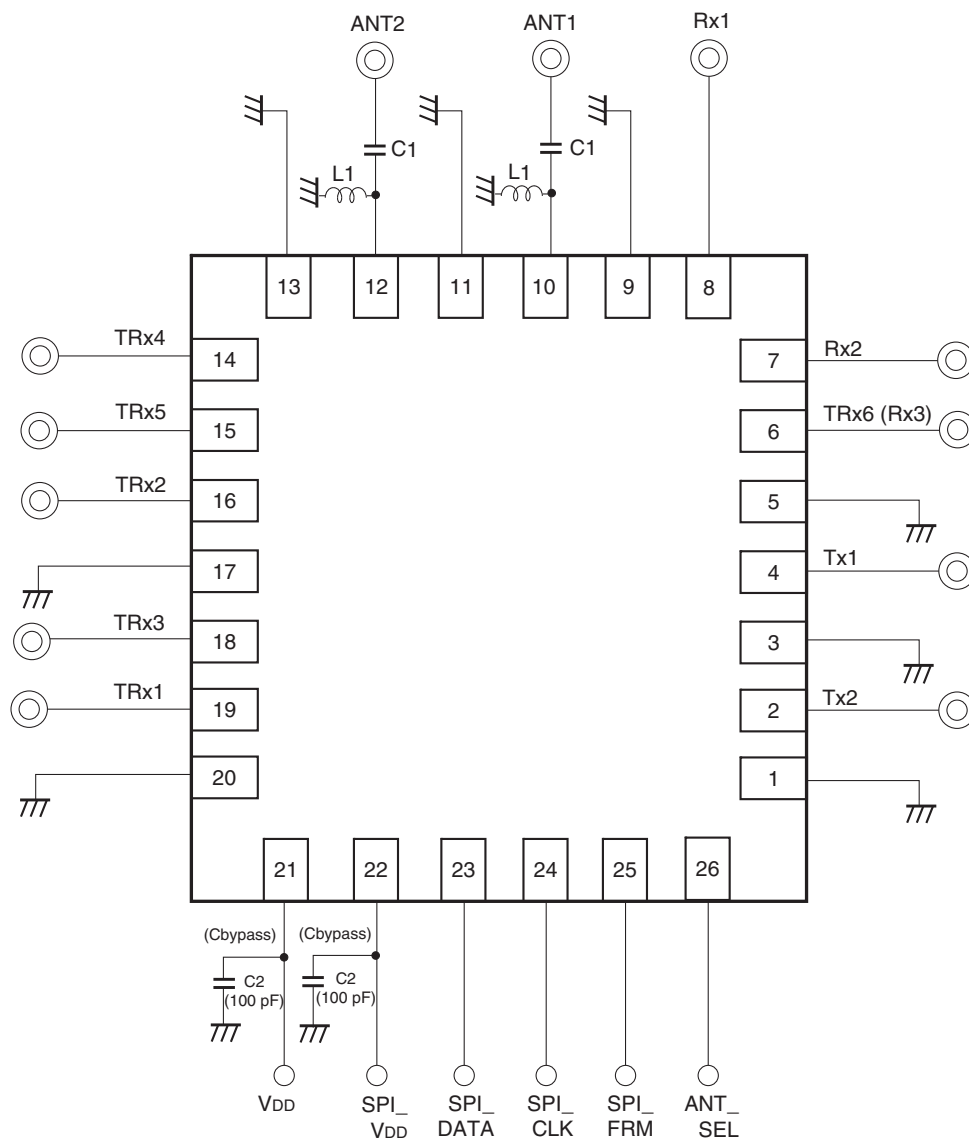 ANT2
ANT1
Rx1
C1
C1
L1
L1
13
12
11
10
9
8
TRx4
14
7
Rx2
TRx5
15
6
TRx6 (Rx3)
TRx2
16
5
17
4
Tx1
TRx3
18
3
TRx1
19
2
Tx2
20
1
21
22
23
24
25
26
(Cbypass)
(Cbypass)
C2
(100 pF)
C2
(100 pF)
VDD
SPI_
VDD
SPI_
DATA
SPI_
CLK
SPI_
FRM
ANT_
SEL